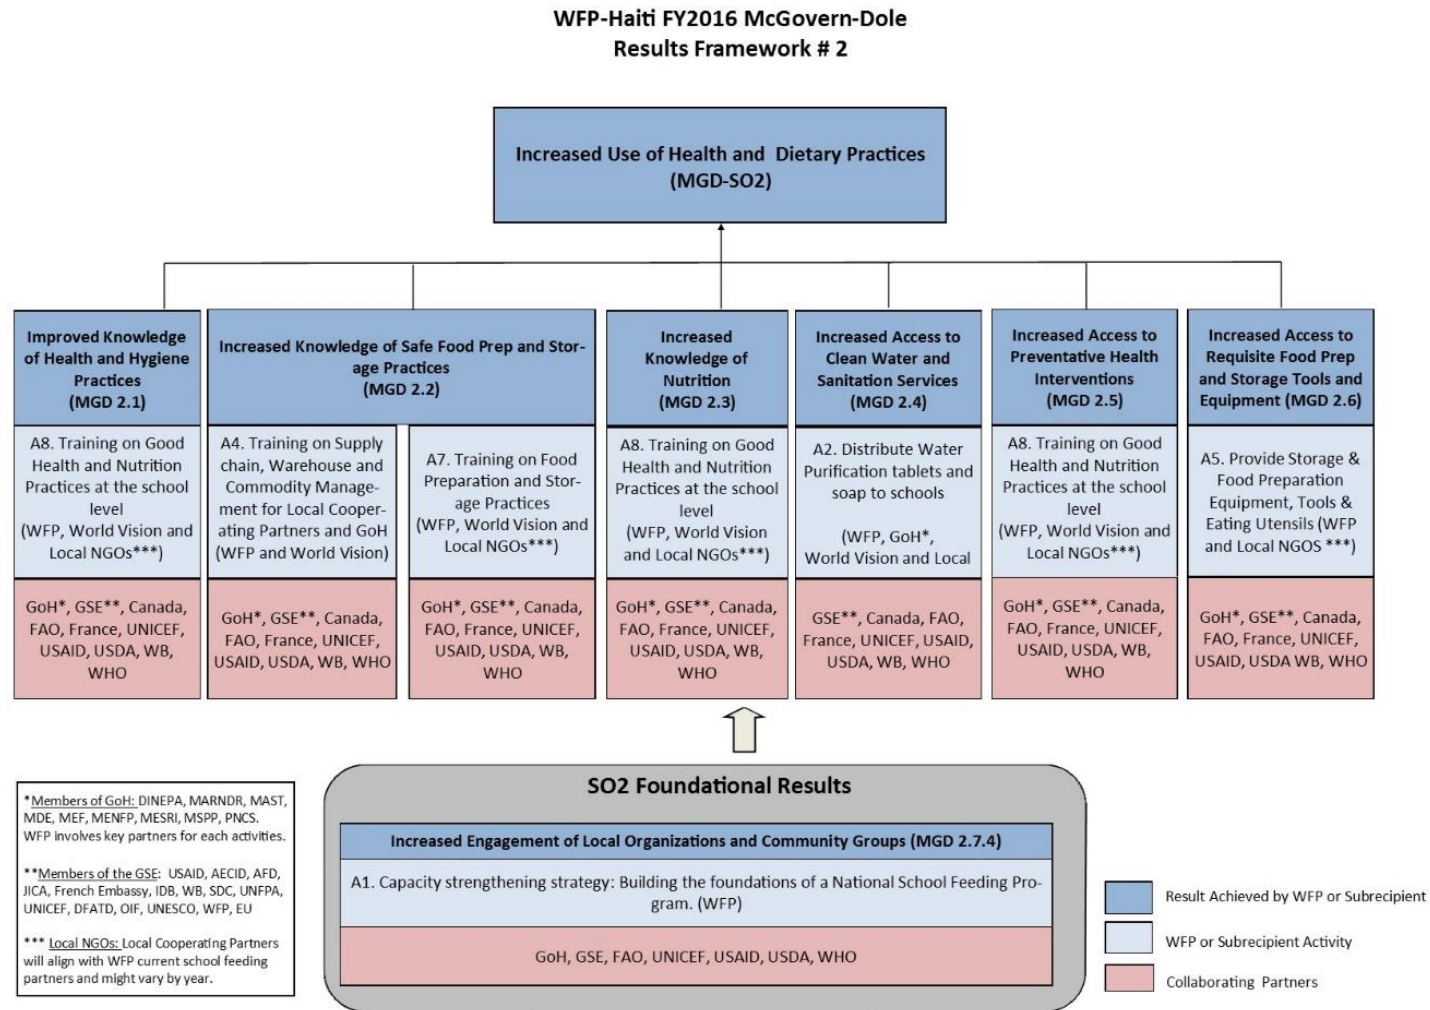 WFP-Haiti FY2016 McGovern-Dole
Results Framework # 2
Increased Use of Health and Dietary Practices
(MGD-SO2)
Improved Knowledge
of Health and Hygiene
Practices
(MGD 2.1)
Increased Knowledge of Safe Food Prep and Stor-
age Practices
(MGD 2.2)
Increased
Knowledge of
Nutrition
(MGD 2.3)
Increased Access to
Clean Water and
Sanitation Services
(MGD 2.4)
Increased Access to
Preventative Health
Interventions
(MGD 2.5)
Increased Access to
Requisite Food Prep
and Storage Tools and
Equipment (MGD 2.6)
A8. Training on Good
Health and Nutrition
Practices at the school
level
(WFP, World Vision and
Local NGOs***)
A4. Training on Supply
chain, Warehouse and
Commodity Manage-
ment for Local Cooper-
ating Partners and GoH
(WFP and World Vision)
A7. Training on Food
Preparation and Stor-
age Practices
(WFP, World Vision and
Local NGOs***)
A8. Training on Good
Health and Nutrition
Practices at the school
level
(WFP, World Vision
and Local NGOs***)
A2. Distribute Water
Purification tablets and
soap to schools
(WFP, GoH*,
World Vision and Local
A8. Training on Good
Health and Nutrition
Practices at the school
level
(WFP, World Vision and
Local NGOs***)
A5. Provide Storage &
Food Preparation
Equipment, Tools &
Eating Utensils (WFP
and Local NGOS ***)
GoH*, GSE**, Canada,
FAO, France, UNICEF,
USAID, USDA, WB,
WHO
GoH*, GSE**, Canada,
FAO, France, UNICEF,
USAID, USDA, WB, WHO
GoH*, GSE**, Canada,
FAO, France, UNICEF,
USAID, USDA, WB,
WHO
GoH*, GSE**, Canada,
FAO, France, UNICEF,
USAID, USDA, WB,
WHO
GSE**, Canada, FAO,
France, UNICEF, USAID,
USDA, WB, WHO
GoH*, GSE**, Canada,
FAO, France, UNICEF,
USAID, USDA, WB,
WHO
GoH*, GSE**, Canada,
FAO, France, UNICEF,
USAID, USDA WB, WHO
*Members of GoH: DINEPA, MARNDR, MAST,
MDE, MEF, MENFP, MESRI, MSPP, PNCS.
WFP involves key partners for each activities.
**Members of the GSE: USAID, AECID, AFD,
JICA, French Embassy, IDB, WB, SDC, UNFPA,
UNICEF, DFATD, OIF, UNESCO, WFP, EU
*** Local NGOs: Local Cooperating Partners
will align with WFP current school feeding
partners and might vary by year.
SO2 Foundational Results
Increased Engagement of Local Organizations and Community Groups (MGD 2.7.4)
A1. Capacity strengthening strategy: Building the foundations of a National School Feeding Pro-
gram. (WFP)
GoH, GSE, FAO, UNICEF, USAID, USDA, WHO
Result Achieved by WFP or Subrecipient
WFP or Subrecipient Activity
Collaborating Partners